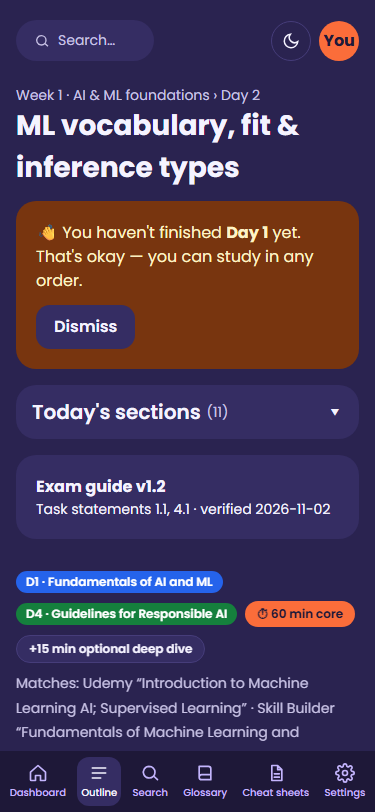 Search...
You
Week 1 · AI & ML foundations › Day 2
ML vocabulary, fit &
inference types
👋 You haven't finished Day 1 yet.
That's okay — you can study in any
order.
Dismiss
Today's sections (11)
Exam guide v1.2
Task statements 1.1, 4.1 · verified 2026-11-02
D1 · Fundamentals of AI and ML
D4 · Guidelines for Responsible AI
⏱ 60 min core
+15 min optional deep dive
Matches: Udemy “Introduction to Machine
Learning AI; Supervised Learning” · Skill Builder
“Fundamentals of Machine Learning and
Dashboard
Outline
Search
Glossary
Cheat sheets
Settings